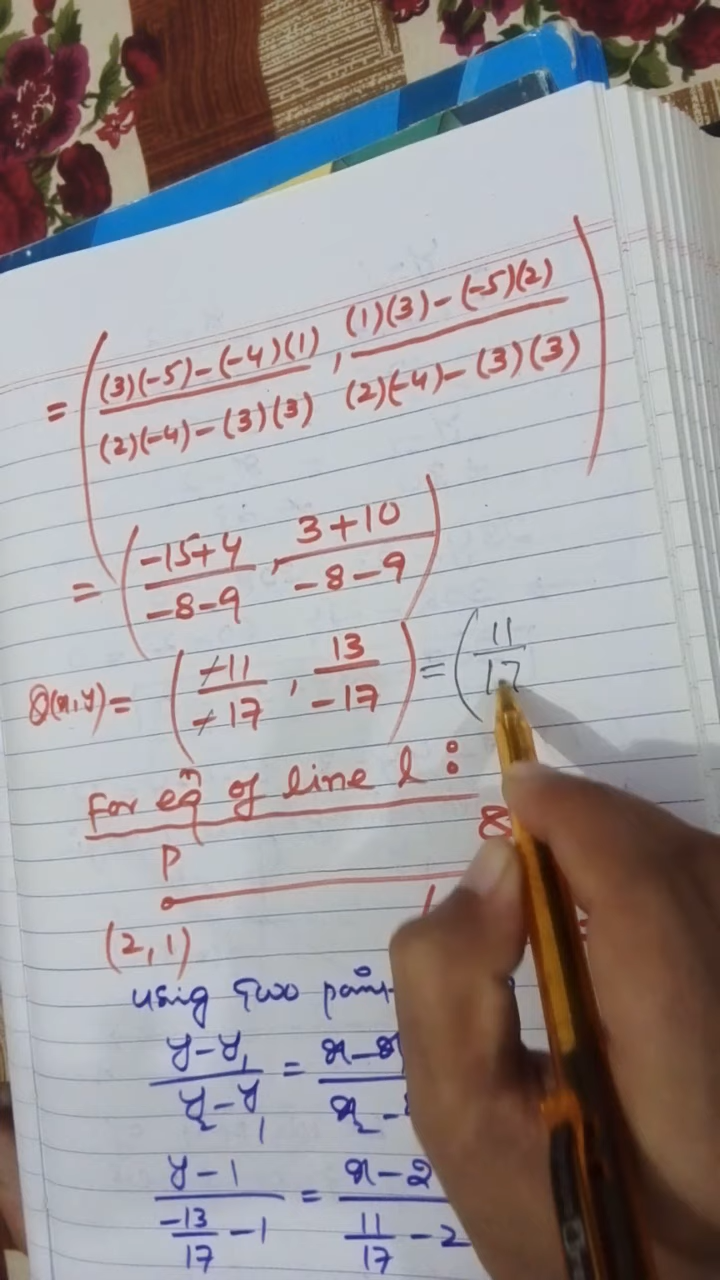 = ( (3)(-5)-(-4)(1) / (2)(-4)-(3)(3) , (1)(3)-(-5)(2) / (2)(-4)-(3)(3) )
= ( -15+4 / -8-9 , 3+10 / -8-9 )
Q(x,y)= ( -11 / -17 , 13 / -17 ) = ( 11 / 17
For eqn of line l :
P
(2,1)
using Two
y-y₁ / y₂-y₁ = x-x / x₂-
y-1 / -13/17 -1 = x-2 / 11/17 -2